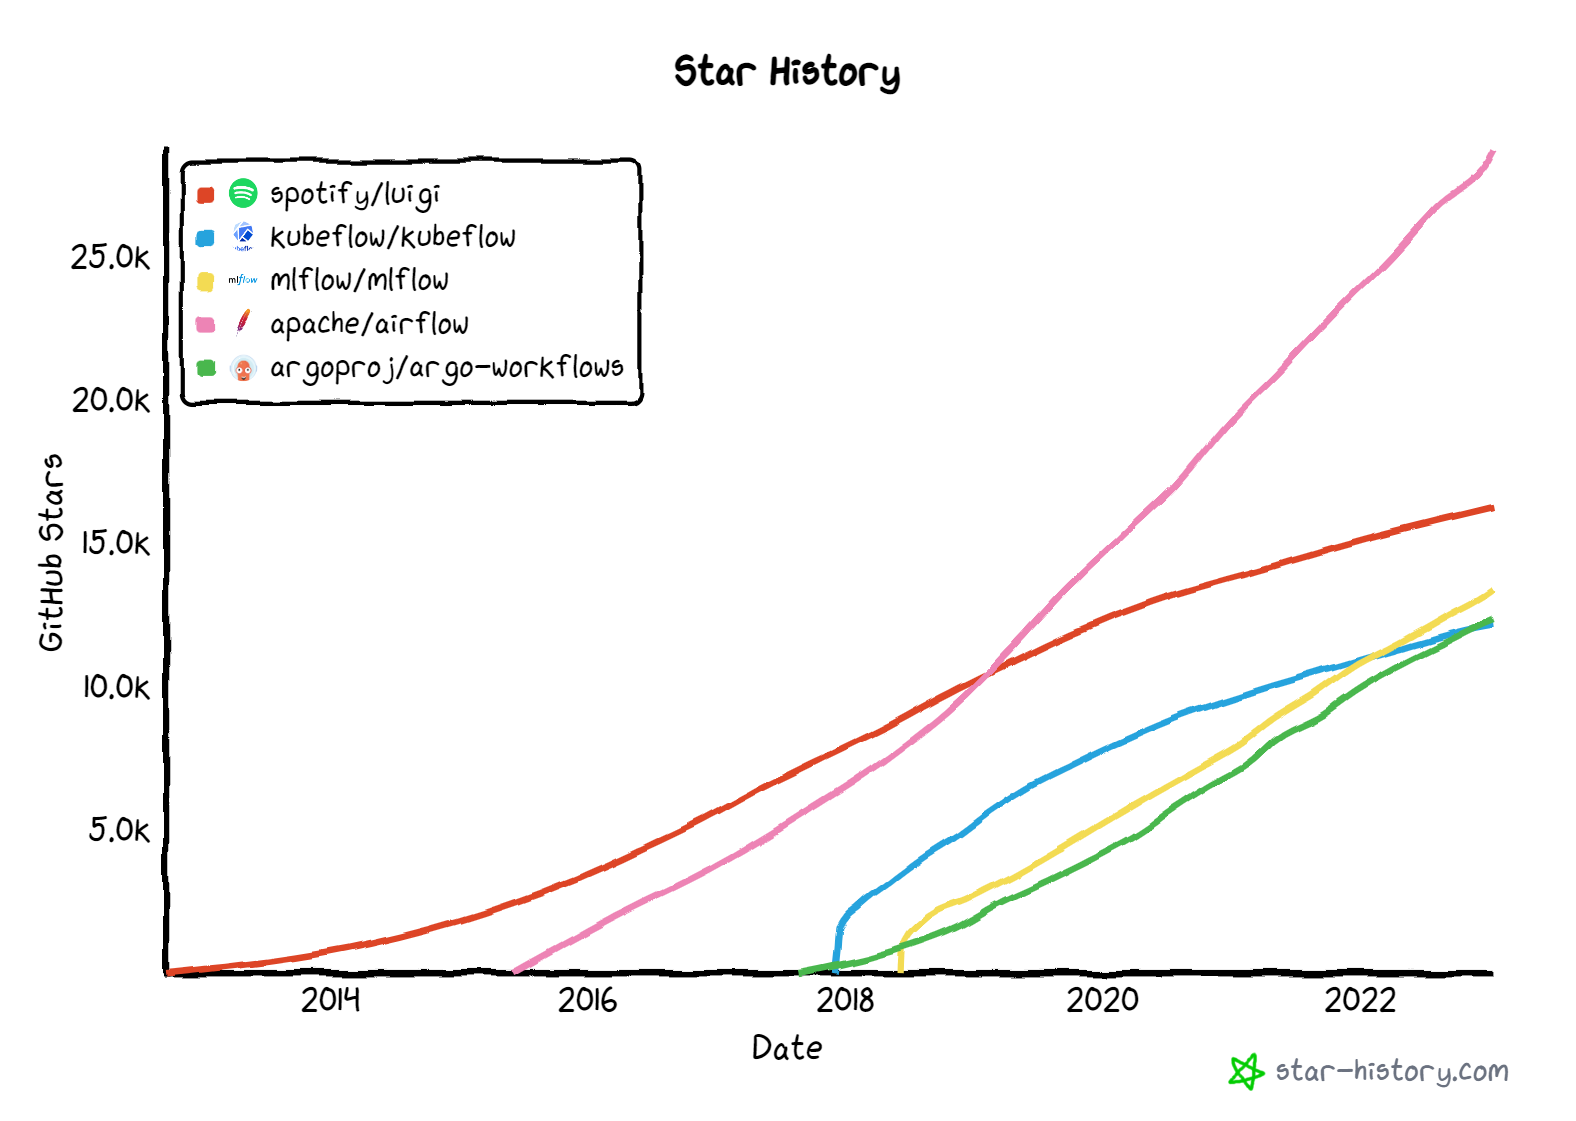 Star History
spotify/luigi
kubeflow/kubeflow
mlflow mlflow/mlflow
apache/airflow
argoproj/argo-workflows
25.0k
20.0k
15.0k
10.0k
5.0k
GitHub Stars
2014 2016 2018 2020 2022
Date
star-history.com